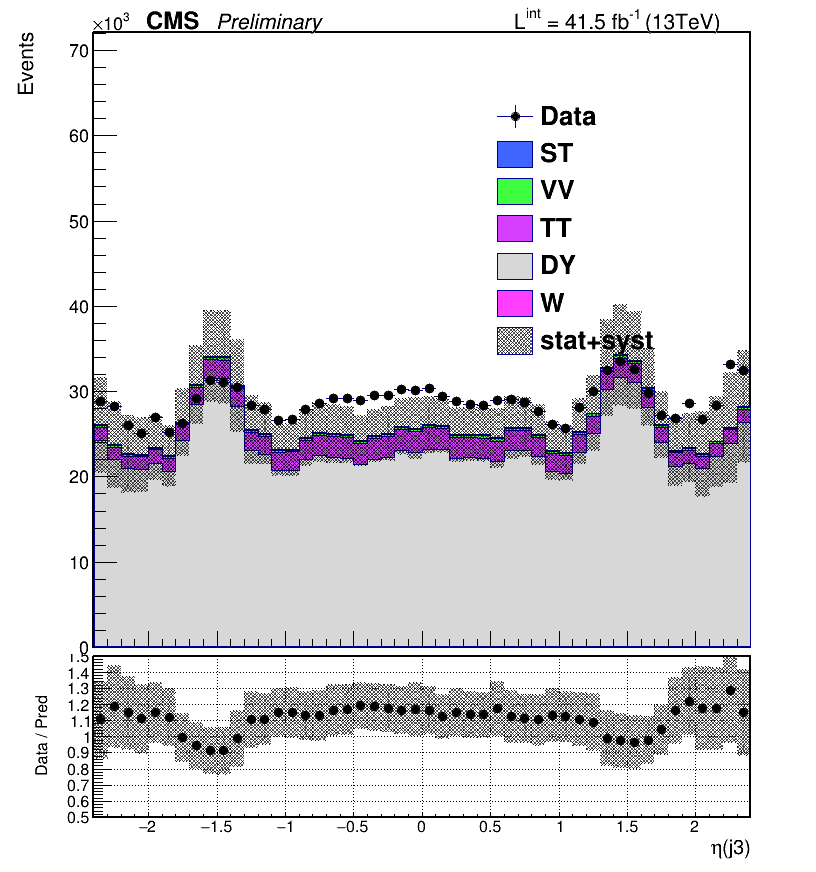 ×10³ CMS Preliminary L^int = 41.5 fb⁻¹ (13TeV)
Events
70
60
50
40
30
20
10
0
Data
ST
VV
TT
DY
W
stat+syst
Data / Pred
1.5
1.4
1.3
1.2
1.1
1
0.9
0.8
0.7
0.6
0.5
−2 −1.5 −1 −0.5 0 0.5 1 1.5 2
η(j3)